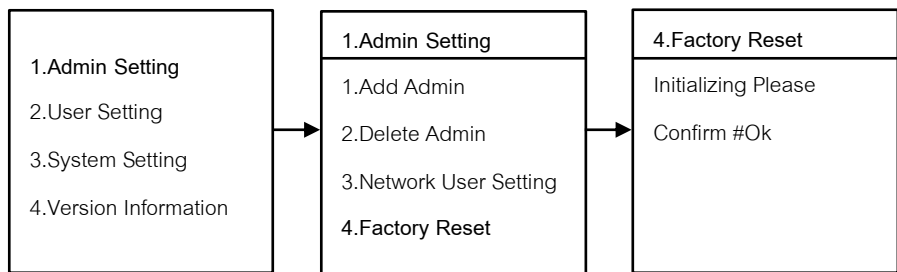 1.Admin Setting
2.User Setting
3.System Setting
4.Version Information
1.Admin Setting
1.Add Admin
2.Delete Admin
3.Network User Setting
4.Factory Reset
4.Factory Reset
Initializing Please
Confirm #Ok